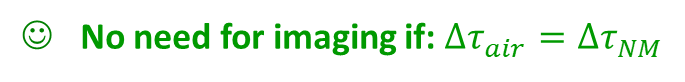 ☺ No need for imaging if: Δτ_air = Δτ_NM